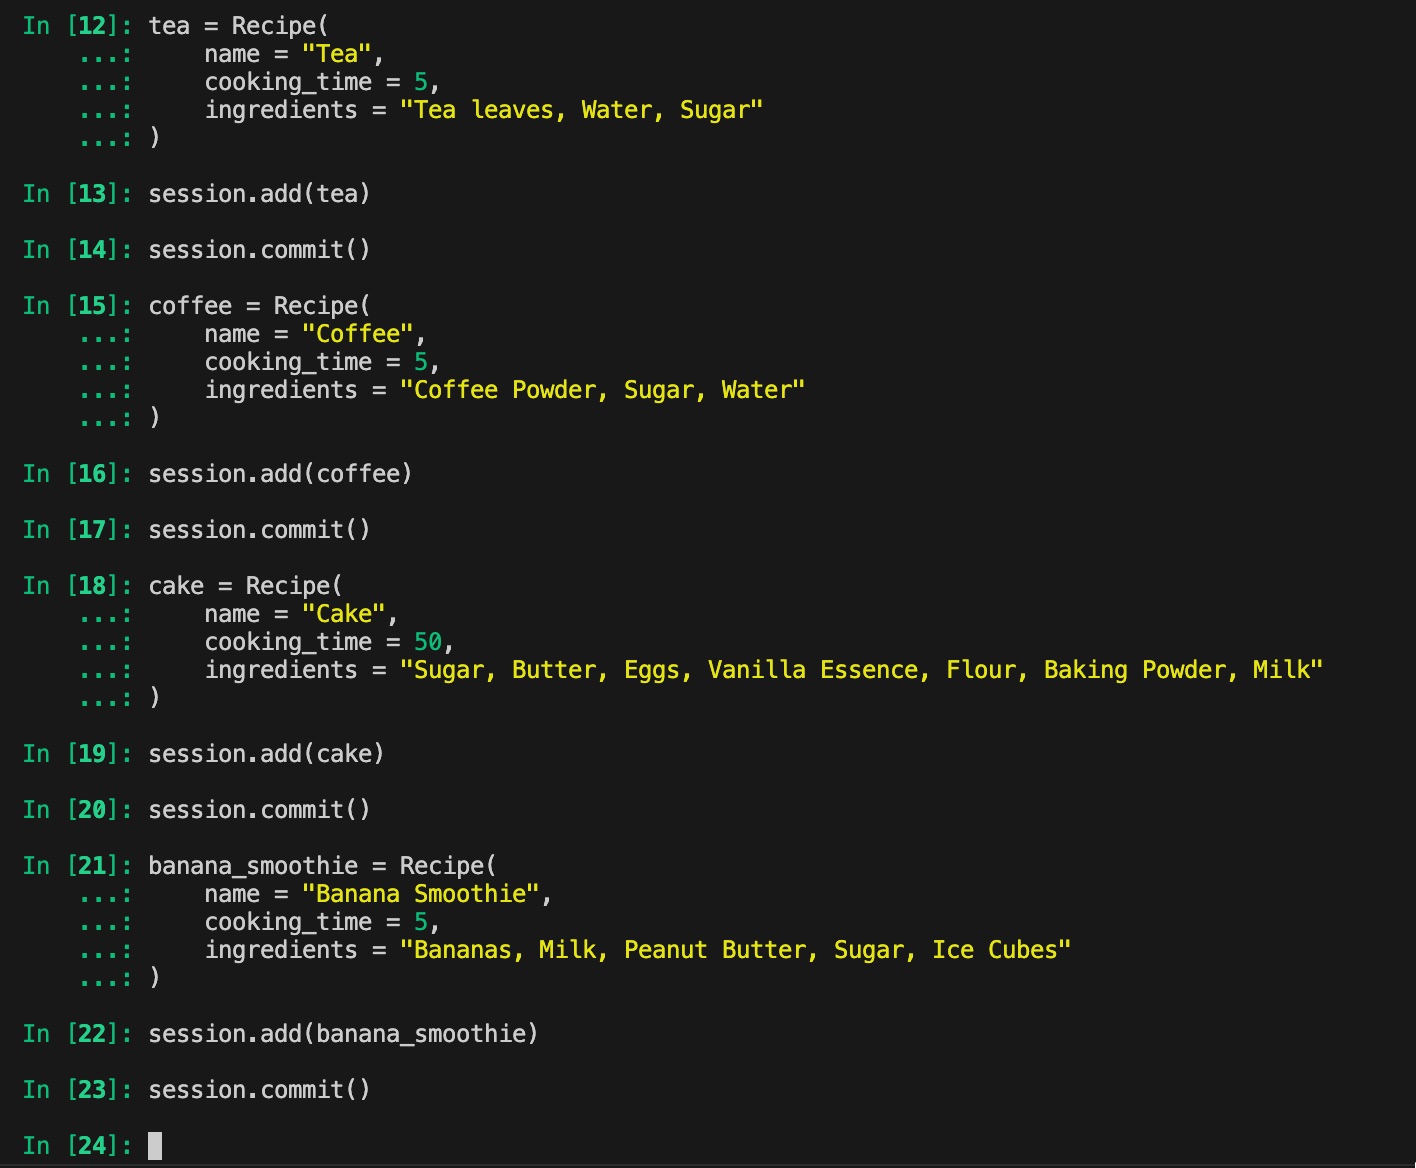 In [12]: tea = Recipe(
    ...:     name = "Tea",
    ...:     cooking_time = 5,
    ...:     ingredients = "Tea leaves, Water, Sugar"
    ...: )
In [13]: session.add(tea)
In [14]: session.commit()
In [15]: coffee = Recipe(
    ...:     name = "Coffee",
    ...:     cooking_time = 5,
    ...:     ingredients = "Coffee Powder, Sugar, Water"
    ...: )
In [16]: session.add(coffee)
In [17]: session.commit()
In [18]: cake = Recipe(
    ...:     name = "Cake",
    ...:     cooking_time = 50,
    ...:     ingredients = "Sugar, Butter, Eggs, Vanilla Essence, Flour, Baking Powder, Milk"
    ...: )
In [19]: session.add(cake)
In [20]: session.commit()
In [21]: banana_smoothie = Recipe(
    ...:     name = "Banana Smoothie",
    ...:     cooking_time = 5,
    ...:     ingredients = "Bananas, Milk, Peanut Butter, Sugar, Ice Cubes"
    ...: )
In [22]: session.add(banana_smoothie)
In [23]: session.commit()
In [24]: